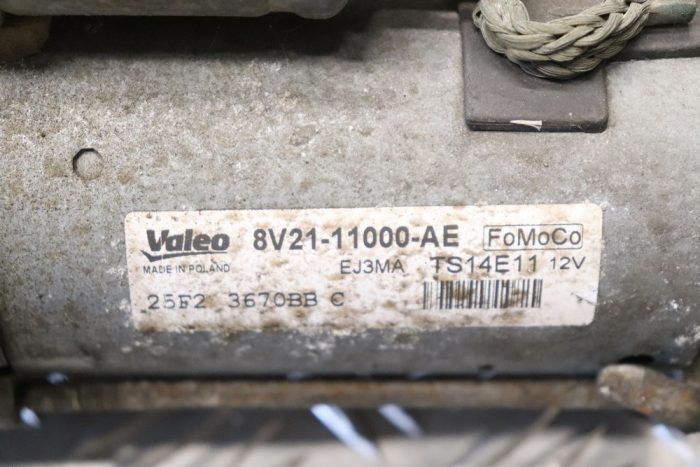 Valeo 8V21-11000-AE FoMoCo
MADE IN POLAND EJ3MA TS14E11 12V
25F2 3670BB C